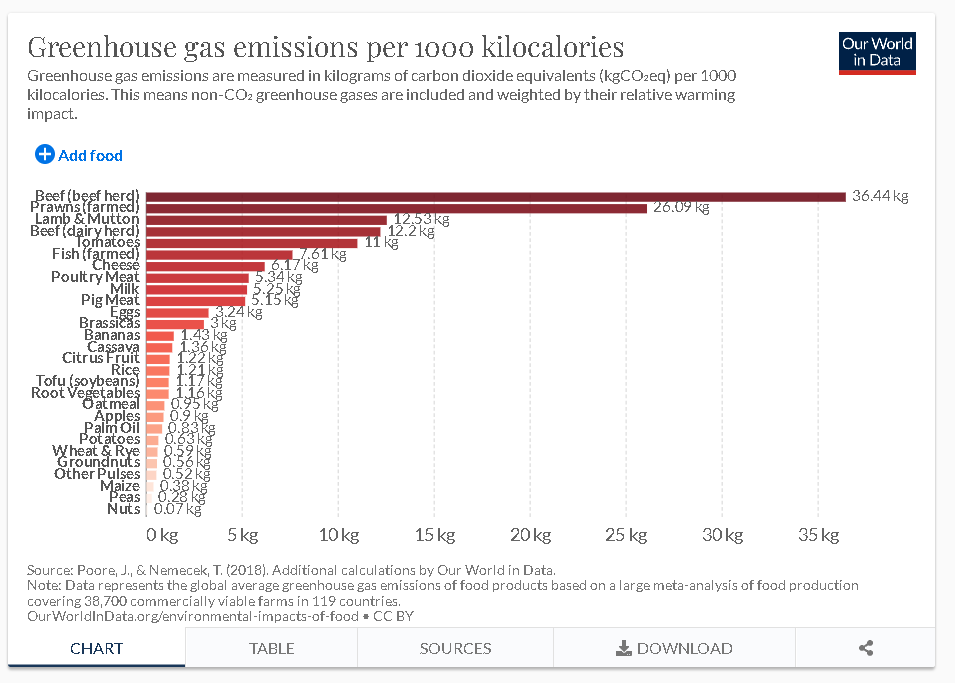 Greenhouse gas emissions per 1000 kilocalories
Our World
in Data
Greenhouse gas emissions are measured in kilograms of carbon dioxide equivalents (kgCO₂eq) per 1000
kilocalories. This means non-CO₂ greenhouse gases are included and weighted by their relative warming
impact.
Add food
Beef (beef herd) 36.44 kg
Prawns (farmed) 26.09 kg
Lamb & Mutton 12.53 kg
Beef (dairy herd) 12.2 kg
Tomatoes 11 kg
Fish (farmed) 7.61 kg
Cheese 6.17 kg
Poultry Meat 5.34 kg
Milk 5.25 kg
Pig Meat 5.15 kg
Eggs 3.24 kg
Brassicas 3 kg
Bananas 1.43 kg
Cassava 1.36 kg
Citrus Fruit 1.22 kg
Rice 1.21 kg
Tofu (soybeans) 1.17 kg
Root Vegetables 1.16 kg
Oatmeal 0.95 kg
Apples 0.9 kg
Palm Oil 0.83 kg
Potatoes 0.63 kg
Wheat & Rye 0.59 kg
Groundnuts 0.56 kg
Other Pulses 0.52 kg
Maize 0.38 kg
Peas 0.28 kg
Nuts 0.07 kg
0 kg 5 kg 10 kg 15 kg 20 kg 25 kg 30 kg 35 kg
Source: Poore, J., & Nemecek, T. (2018). Additional calculations by Our World in Data.
Note: Data represents the global average greenhouse gas emissions of food products based on a large meta-analysis of food production
covering 38,700 commercially viable farms in 119 countries.
OurWorldInData.org/environmental-impacts-of-food • CC BY
CHART TABLE SOURCES DOWNLOAD